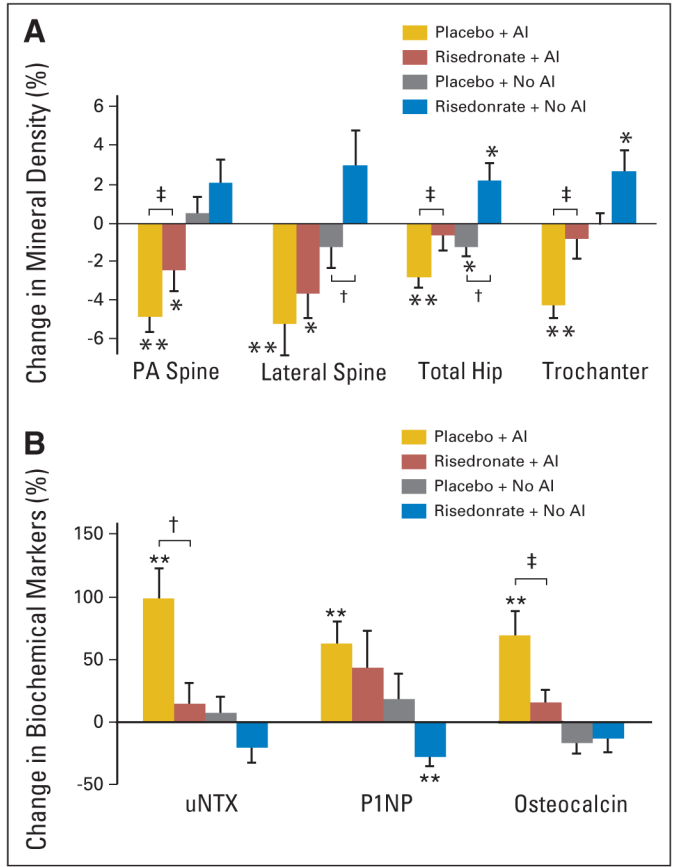 A
Placebo + AI
Risedronate + AI
Placebo + No AI
Risedonrate + No AI
Change in Mineral Density (%)
6
4
2
0
-2
-4
-6
‡
*
**
**
*
†
‡
**
*
†
*
‡
**
*
PA Spine Lateral Spine Total Hip Trochanter
B
Placebo + AI
Risedronate + AI
Placebo + No AI
Risedonrate + No AI
Change in Biochemical Markers (%)
150
100
50
0
-50
†
**
**
**
‡
**
uNTX P1NP Osteocalcin